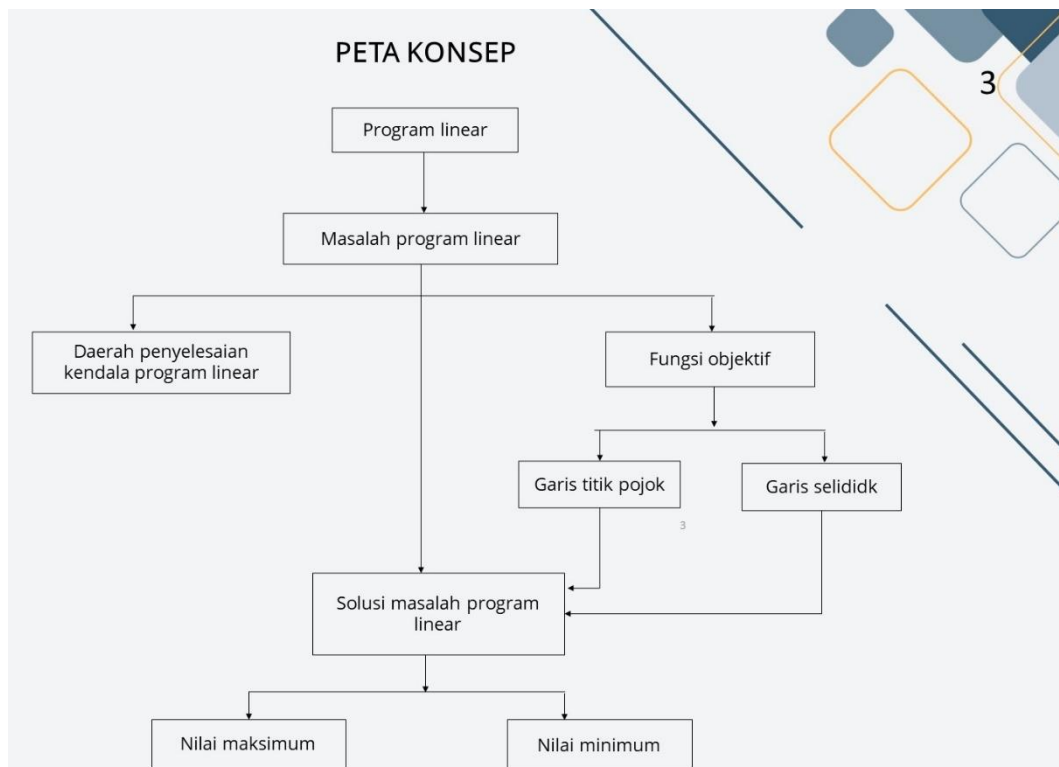 PETA KONSEP
3
Program linear
Masalah program linear
Daerah penyelesaian
kendala program linear
Fungsi objektif
Garis titik pojok
Garis selididk
3
Solusi masalah program
linear
Nilai maksimum
Nilai minimum